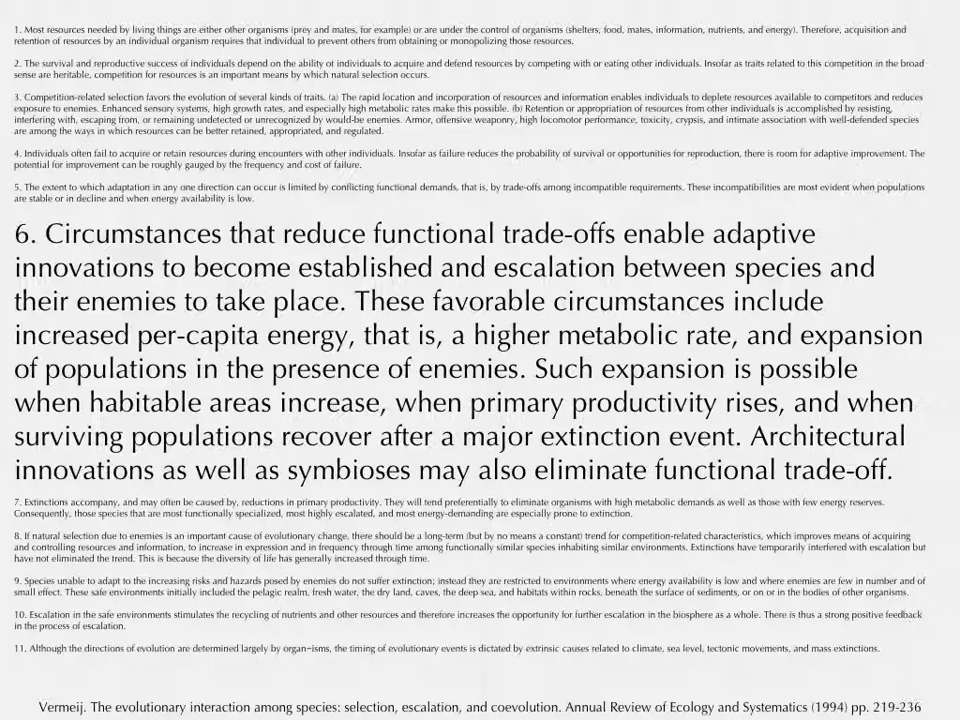 1. Most resources needed by living things are either other organisms (prey and mates, for example) or are under the control of organisms (shelters, food, mates, information, nutrients, and energy). Therefore, acquisition and
retention of resources by an individual organism requires that individual to prevent others from obtaining or monopolizing those resources.
2. The survival and reproductive success of individuals depend on the ability of individuals to acquire and defend resources by competing with or eating other individuals. Insofar as traits related to this competition in the broad
sense are heritable, competition for resources is an important means by which natural selection occurs.
3. Competition-related selection favors the evolution of several kinds of traits. (a) The rapid location and incorporation of resources and information enables individuals to deplete resources available to competitors and reduces
exposure to enemies. Enhanced sensory systems, high growth rates, and especially high metabolic rates make this possible. (b) Retention or appropriation of resources from other individuals is accomplished by resisting,
interfering with, escaping from, or remaining undetected or unrecognized by would-be enemies. Armor, offensive weaponry, high locomotor performance, toxicity, crypsis, and intimate association with well-defended species
are among the ways in which resources can be better retained, appropriated, and regulated.
4. Individuals often fail to acquire or retain resources during encounters with other individuals. Insofar as failure reduces the probability of survival or opportunities for reproduction, there is room for adaptive improvement. The
potential for improvement can be roughly gauged by the frequency and cost of failure.
5. The extent to which adaptation in any one direction can occur is limited by conflicting functional demands, that is, by trade-offs among incompatible requirements. These incompatibilities are most evident when populations
are stable or in decline and when energy availability is low.
6. Circumstances that reduce functional trade-offs enable adaptive
innovations to become established and escalation between species and
their enemies to take place. These favorable circumstances include
increased per-capita energy, that is, a higher metabolic rate, and expansion
of populations in the presence of enemies. Such expansion is possible
when habitable areas increase, when primary productivity rises, and when
surviving populations recover after a major extinction event. Architectural
innovations as well as symbioses may also eliminate functional trade-off.
7. Extinctions accompany, and may often be caused by, reductions in primary productivity. They will tend preferentially to eliminate organisms with high metabolic demands as well as those with few energy reserves.
Consequently, those species that are most functionally specialized, most highly escalated, and most energy-demanding are especially prone to extinction.
8. If natural selection due to enemies is an important cause of evolutionary change, there should be a long-term (but by no means a constant) trend for competition-related characteristics, which improves means of acquiring
and controlling resources and information, to increase in expression and in frequency through time among functionally similar species inhabiting similar environments. Extinctions have temporarily interfered with escalation but
have not eliminated the trend. This is because the diversity of life has generally increased through time.
9. Species unable to adapt to the increasing risks and hazards posed by enemies do not suffer extinction; instead they are restricted to environments where energy availability is low and where enemies are few in number and of
small effect. These safe environments initially included the pelagic realm, fresh water, the dry land, caves, the deep sea, and habitats within rocks, beneath the surface of sediments, or on or in the bodies of other organisms.
10. Escalation in the safe environments stimulates the recycling of nutrients and other resources and therefore increases the opportunity for further escalation in the biosphere as a whole. There is thus a strong positive feedback
in the process of escalation.
11. Although the directions of evolution are determined largely by organ–isms, the timing of evolutionary events is dictated by extrinsic causes related to climate, sea level, tectonic movements, and mass extinctions.
Vermeij. The evolutionary interaction among species: selection, escalation, and coevolution. Annual Review of Ecology and Systematics (1994) pp. 219-236